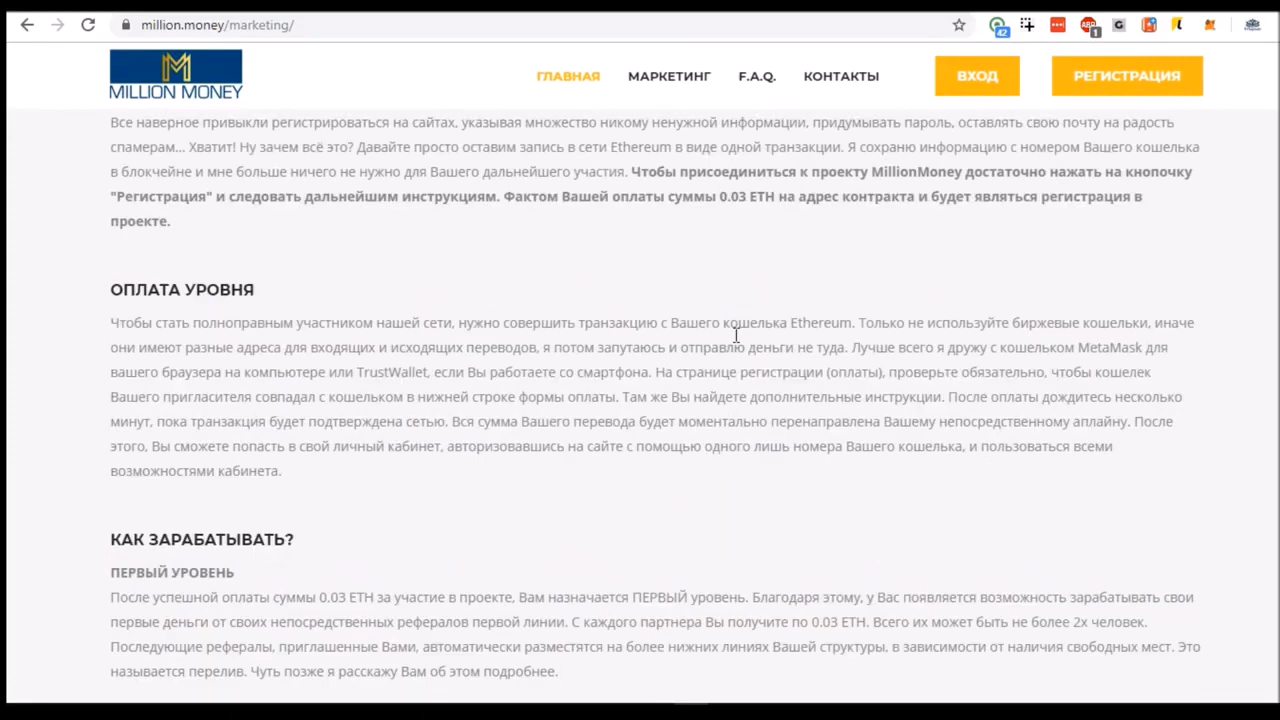 million.money/marketing/
42
1
MILLION MONEY
ГЛАВНАЯ
МАРКЕТИНГ
F.A.Q.
КОНТАКТЫ
ВХОД
РЕГИСТРАЦИЯ
Все наверное привыкли регистрироваться на сайтах, указывая множество никому ненужной информации, придумывать пароль, оставлять свою почту на радость
спамерам... Хватит! Ну зачем всё это? Давайте просто оставим запись в сети Ethereum в виде одной транзакции. Я сохраню информацию с номером Вашего кошелька
в блокчейне и мне больше ничего не нужно для Вашего дальнейшего участия. Чтобы присоединиться к проекту MillionMoney достаточно нажать на кнопочку
"Регистрация" и следовать дальнейшим инструкциям. Фактом Вашей оплаты суммы 0.03 ETH на адрес контракта и будет являться регистрация в
проекте.
ОПЛАТА УРОВНЯ
Чтобы стать полноправным участником нашей сети, нужно совершить транзакцию с Вашего кошелька Ethereum. Только не используйте биржевые кошельки, иначе
они имеют разные адреса для входящих и исходящих переводов, я потом запутаюсь и отправлю деньги не туда. Лучше всего я дружу с кошельком MetaMask для
вашего браузера на компьютере или TrustWallet, если Вы работаете со смартфона. На странице регистрации (оплаты), проверьте обязательно, чтобы кошелек
Вашего пригласителя совпадал с кошельком в нижней строке формы оплаты. Там же Вы найдете дополнительные инструкции. После оплаты дождитесь несколько
минут, пока транзакция будет подтверждена сетью. Вся сумма Вашего перевода будет моментально перенаправлена Вашему непосредственному аплайну. После
этого, Вы сможете попасть в свой личный кабинет, авторизовавшись на сайте с помощью одного лишь номера Вашего кошелька, и пользоваться всеми
возможностями кабинета.
КАК ЗАРАБАТЫВАТЬ?
ПЕРВЫЙ УРОВЕНЬ
После успешной оплаты суммы 0.03 ETH за участие в проекте, Вам назначается ПЕРВЫЙ уровень. Благодаря этому, у Вас появляется возможность зарабатывать свои
первые деньги от своих непосредственных рефералов первой линии. С каждого партнера Вы получите по 0.03 ETH. Всего их может быть не более 2х человек.
Последующие рефералы, приглашенные Вами, автоматически разместятся на более нижних линиях Вашей структуры, в зависимости от наличия свободных мест. Это
называется перелив. Чуть позже я расскажу Вам об этом подробнее.